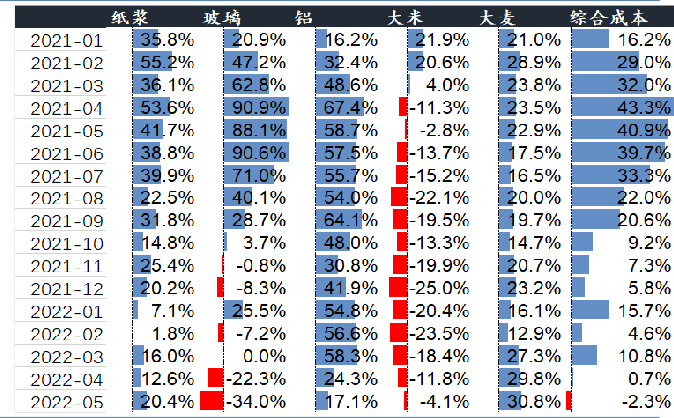 纸浆 玻璃 铝 大米 大麦 综合成本
2021-01 35.8% 20.9% 16.2% 21.9% 21.0% 16.2%
2021-02 55.2% 47.2% 32.4% 20.6% 28.9% 29.0%
2021-03 36.1% 62.8% 48.6% 4.0% 23.8% 32.0%
2021-04 53.6% 90.9% 67.4% -11.3% 23.5% 43.3%
2021-05 41.7% 88.1% 58.7% -2.8% 22.9% 40.9%
2021-06 38.8% 90.6% 57.5% -13.7% 17.5% 39.7%
2021-07 39.9% 71.0% 55.7% -15.2% 16.5% 33.3%
2021-08 22.5% 40.1% 54.0% -22.1% 20.0% 22.0%
2021-09 31.8% 28.7% 64.1% -19.5% 19.7% 20.6%
2021-10 14.8% 3.7% 48.0% -13.3% 14.7% 9.2%
2021-11 25.4% -0.8% 30.8% -19.9% 20.7% 7.3%
2021-12 20.2% -8.3% 41.9% -25.0% 23.2% 5.8%
2022-01 7.1% 25.5% 54.8% -20.4% 16.1% 15.7%
2022-02 1.8% -7.2% 56.6% -23.5% 12.9% 4.6%
2022-03 16.0% 0.0% 58.3% -18.4% 27.3% 10.8%
2022-04 12.6% -22.3% 24.3% -11.8% 29.8% 0.7%
2022-05 20.4% -34.0% 17.1% -4.1% 30.8% -2.3%